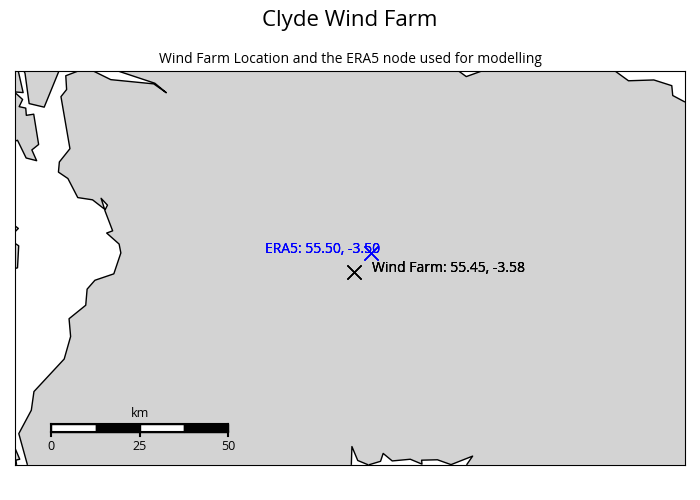 Clyde Wind Farm
Wind Farm Location and the ERA5 node used for modelling
ERA5: 55.50, -3.50
Wind Farm: 55.45, -3.58
km
0 25 50